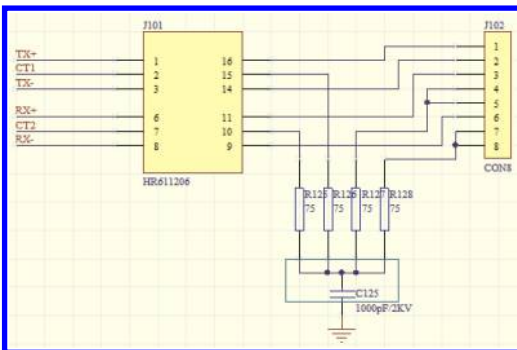 J101
J102
TX+
CT1
TX-
RX+
CT2
RX-
1
2
3
6
7
8
16
15
14
11
10
9
HR611206
1
2
3
4
5
6
7
8
CON8
R125
75
R126
75
R127
75
R128
75
C125
1000pF/2KV